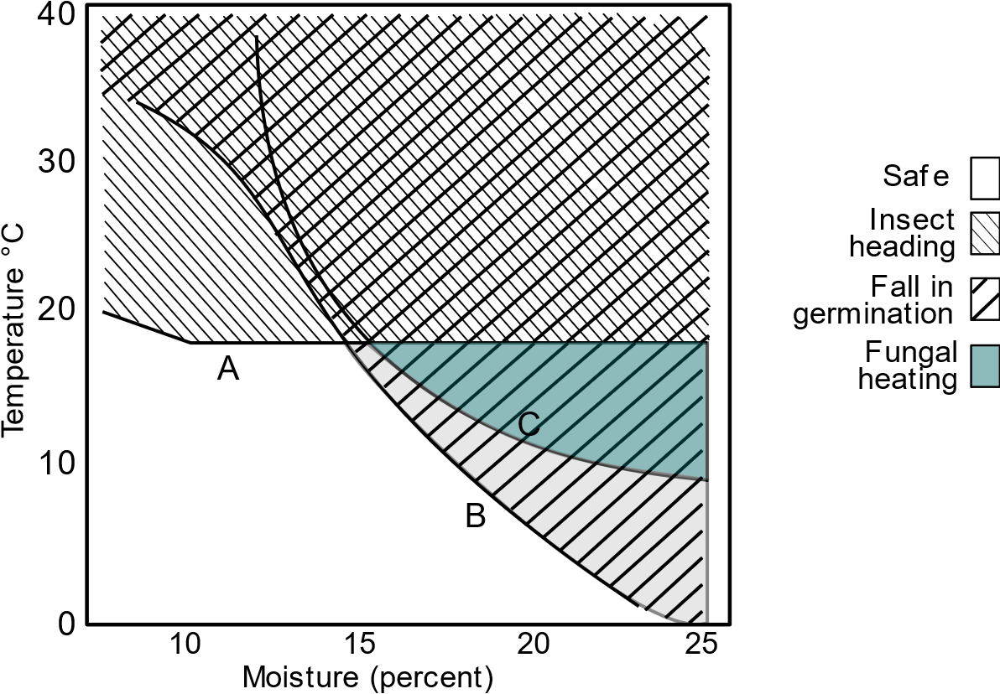 40
30
20
10
0
Temperature °C
A
B
C
10 15 20 25
Moisture (percent)
Safe
Insect
heading
Fall in
germination
Fungal
heating